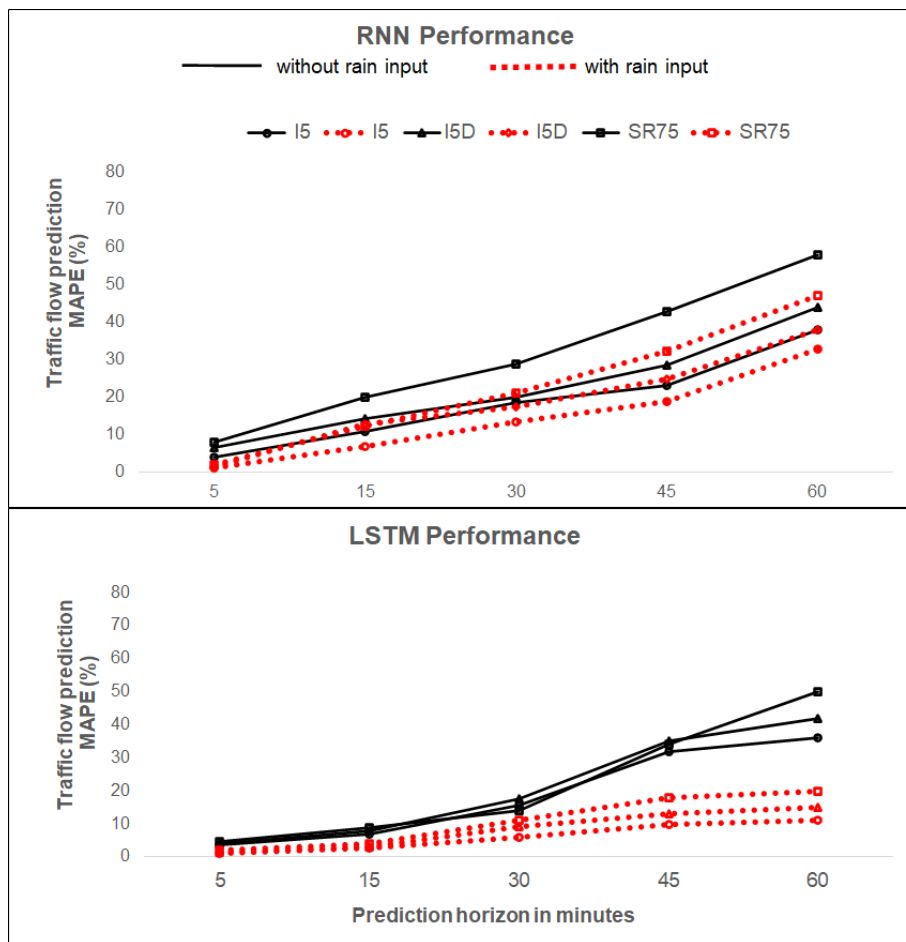 RNN Performance
without rain input with rain input
I5 I5 I5D I5D SR75 SR75
Traffic flow prediction
MAPE (%)
80
70
60
50
40
30
20
10
0
5 15 30 45 60
LSTM Performance
Traffic flow prediction
MAPE (%)
80
70
60
50
40
30
20
10
0
5 15 30 45 60
Prediction horizon in minutes